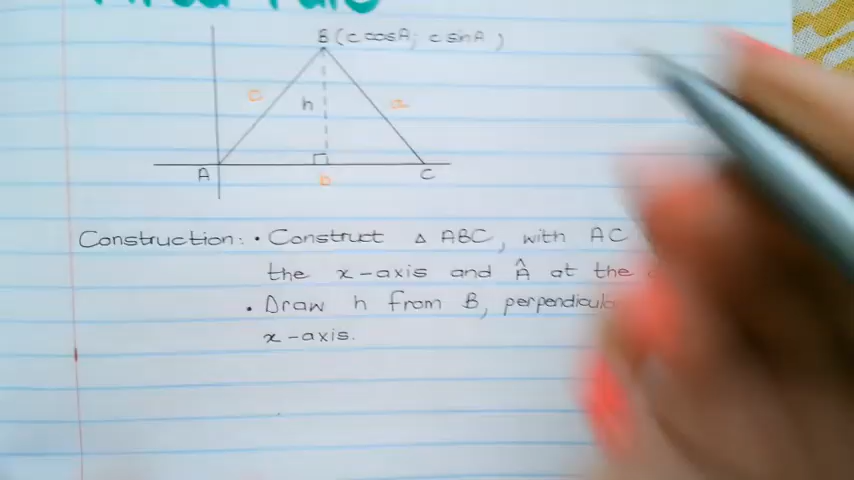 B (c cosA; c sinA)
c
h
a
A
b
C
Construction: • Construct △ ABC, with AC
the x-axis and Â at the
• Draw h from B,
x-axis.